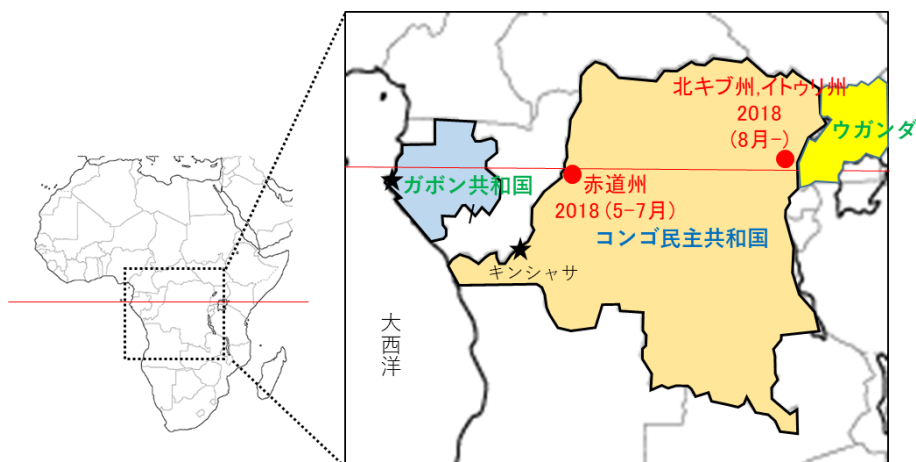 北キブ州,イトゥリ州
2018
(8月-)
ウガンダ
ガボン共和国
赤道州
2018(5-7月)
コンゴ民主共和国
キンシャサ
大西洋